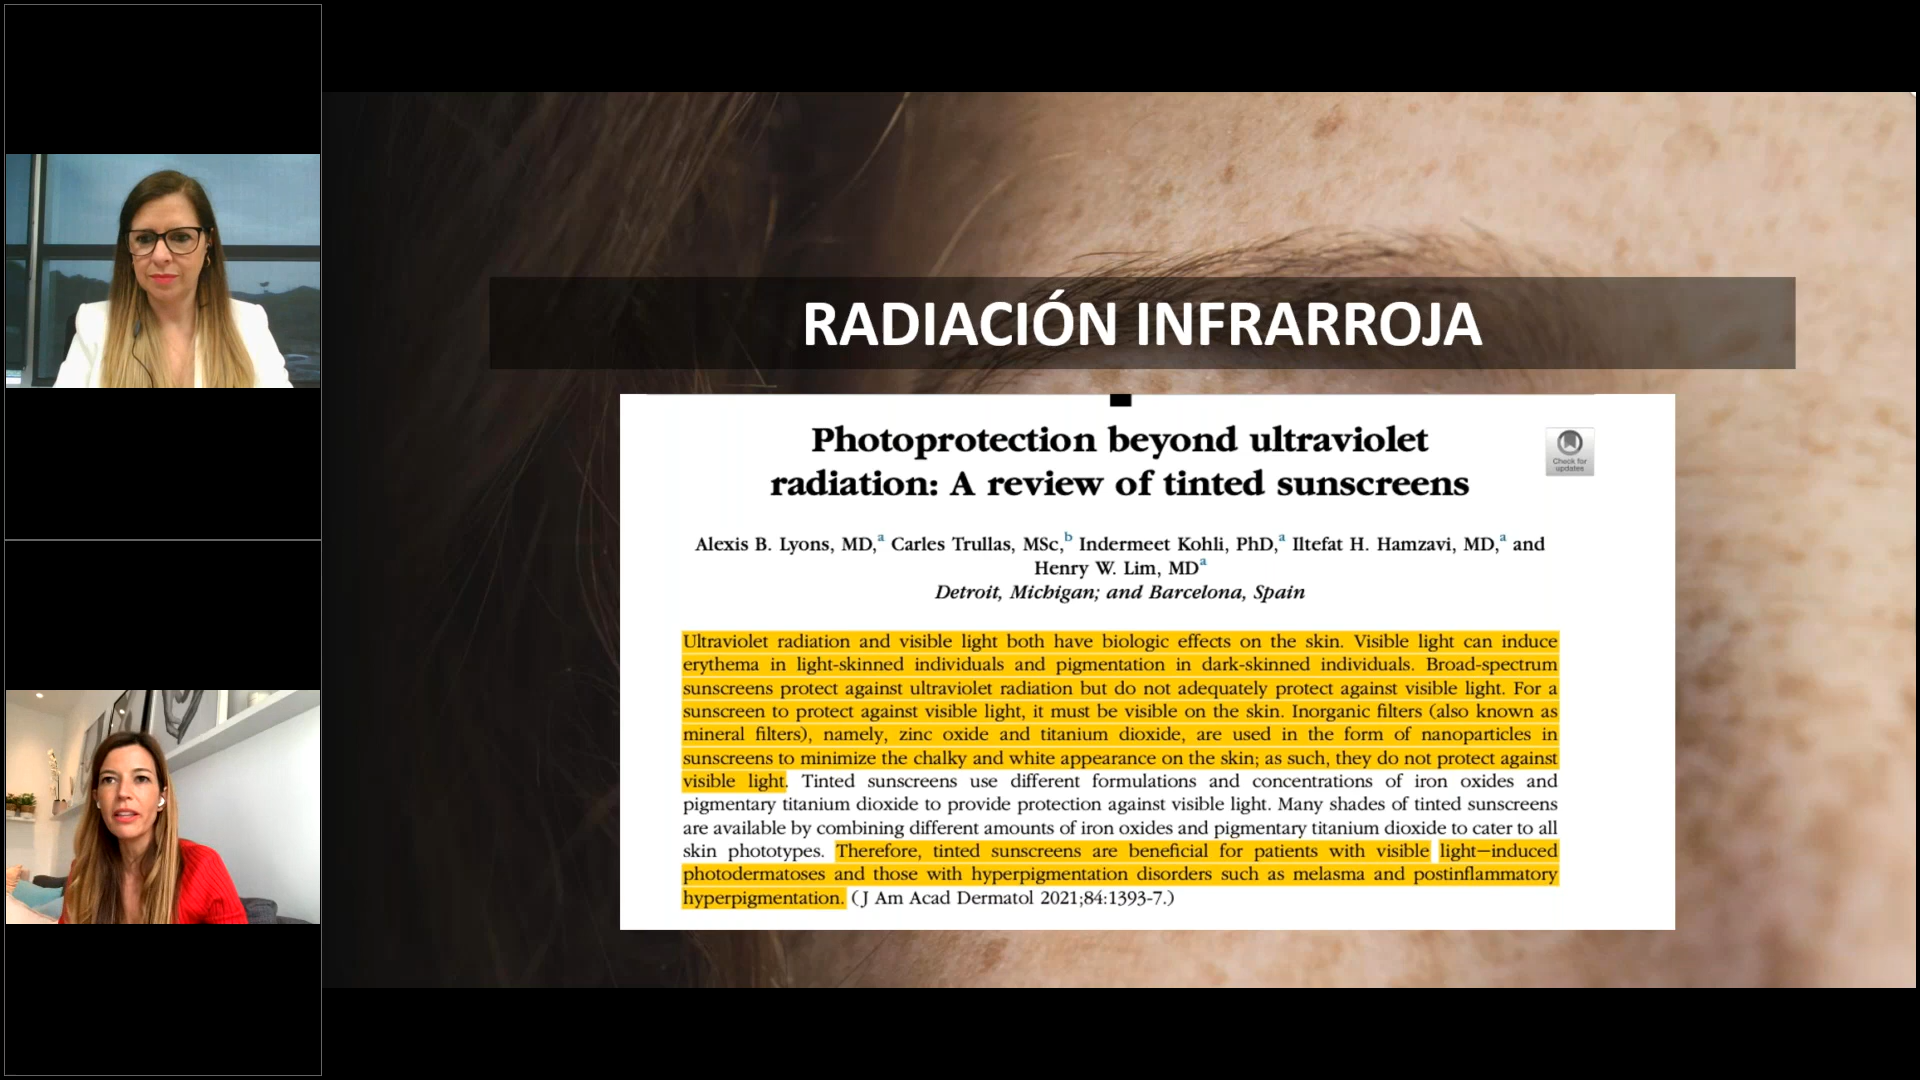 RADIACIÓN INFRARROJA
Photoprotection beyond ultraviolet
radiation: A review of tinted sunscreens
Check for
updates
Alexis B. Lyons, MD,a Carles Trullas, MSc,b Indermeet Kohli, PhD,a Iltefat H. Hamzavi, MD,a and
Henry W. Lim, MDa
Detroit, Michigan; and Barcelona, Spain
Ultraviolet radiation and visible light both have biologic effects on the skin. Visible light can induce
erythema in light-skinned individuals and pigmentation in dark-skinned individuals. Broad-spectrum
sunscreens protect against ultraviolet radiation but do not adequately protect against visible light. For a
sunscreen to protect against visible light, it must be visible on the skin. Inorganic filters (also known as
mineral filters), namely, zinc oxide and titanium dioxide, are used in the form of nanoparticles in
sunscreens to minimize the chalky and white appearance on the skin; as such, they do not protect against
visible light. Tinted sunscreens use different formulations and concentrations of iron oxides and
pigmentary titanium dioxide to provide protection against visible light. Many shades of tinted sunscreens
are available by combining different amounts of iron oxides and pigmentary titanium dioxide to cater to all
skin phototypes. Therefore, tinted sunscreens are beneficial for patients with visible light−induced
photodermatoses and those with hyperpigmentation disorders such as melasma and postinflammatory
hyperpigmentation. (J Am Acad Dermatol 2021;84:1393-7.)